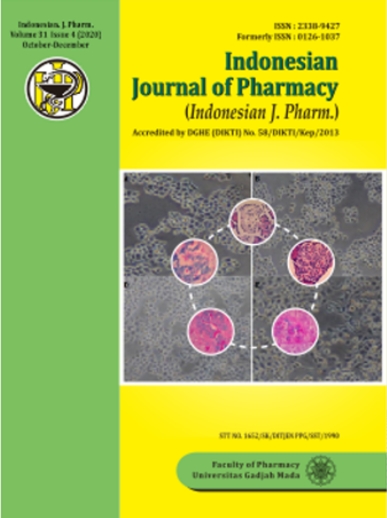 Indonesian. J. Pharm.
Volume 31 Issue 4 (2020)
October-December
ISSN : 2338-9427
Formerly ISSN : 0126-1037
Indonesian
Journal of Pharmacy
(Indonesian J. Pharm.)
Accredited by DGHE (DIKTI) No. 58/DIKTI/Kep/2013
A
B
D
E
STT NO. 1652/SK/DITJEN PPG/SST/1990
Faculty of Pharmacy
Universitas Gadjah Mada